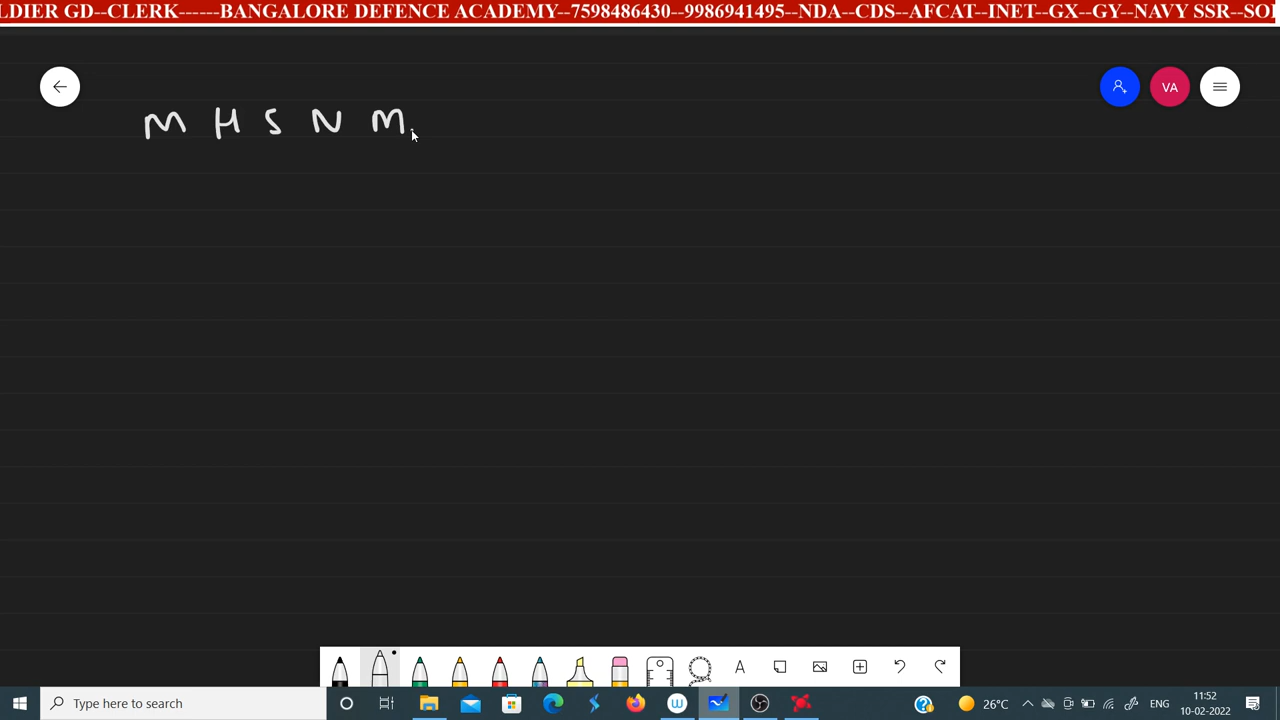 LDIER GD--CLERK------BANGALORE DEFENCE ACADEMY--7598486430--9986941495--NDA--CDS--AFCAT--INET--GX--GY--NAVY SSR--SOL
VA
M H S N M
A
Type here to search
W
26°C
ENG
11:52
10-02-2022